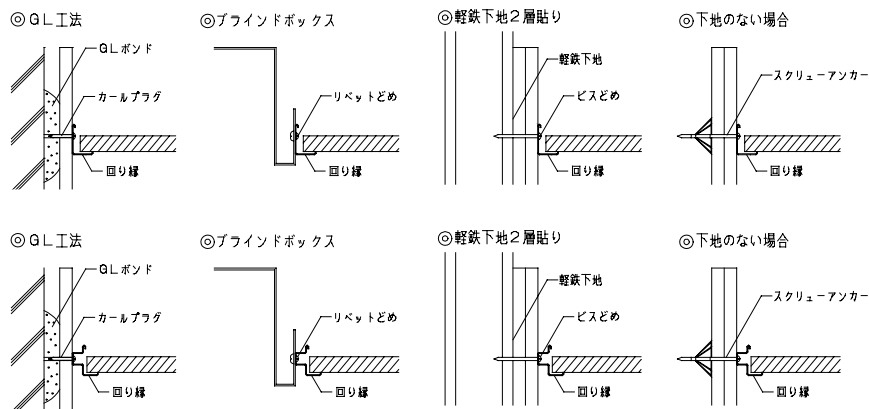 ◎GL工法
GLボンド
カールプラグ
回り縁
◎ブラインドボックス
リベットどめ
回り縁
◎軽鉄下地2層貼り
軽鉄下地
ビスどめ
回り縁
◎下地のない場合
スクリューアンカー
回り縁
◎GL工法
GLボンド
カールプラグ
回り縁
◎ブラインドボックス
リベットどめ
回り縁
◎軽鉄下地2層貼り
軽鉄下地
ビスどめ
回り縁
◎下地のない場合
スクリューアンカー
回り縁